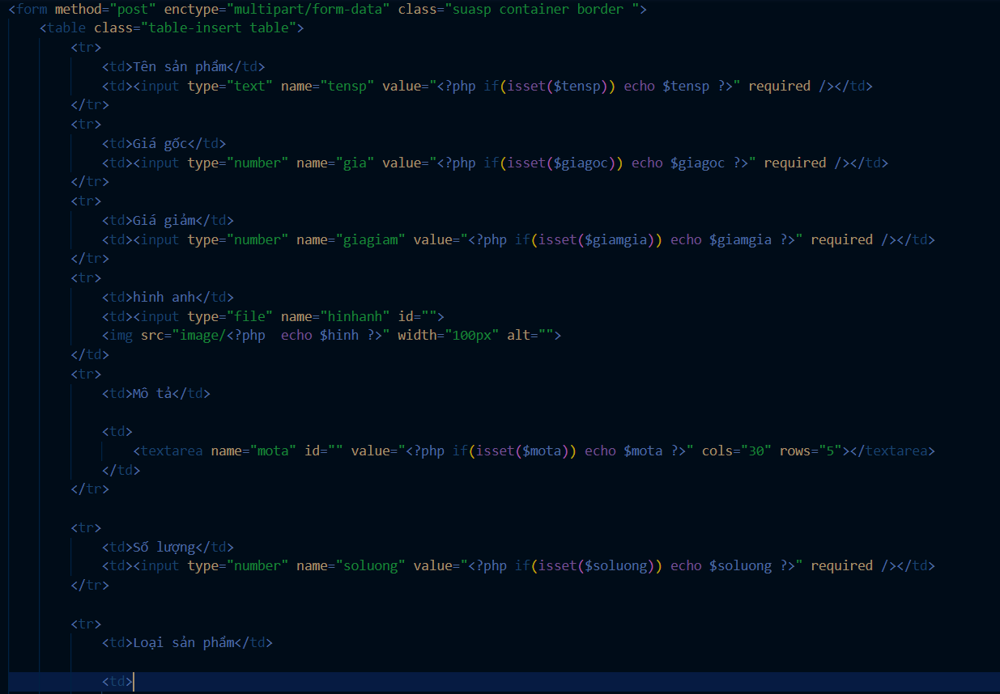 <form method="post" enctype="multipart/form-data" class="suasp container border ">
<table class="table-insert table">
<tr>
<td>Tên sản phẩm</td>
<td><input type="text" name="tensp" value="<?php if(isset($tensp)) echo $tensp ?>" required /></td>
</tr>
<tr>
<td>Giá gốc</td>
<td><input type="number" name="gia" value="<?php if(isset($giagoc)) echo $giagoc ?>" required /></td>
</tr>
<tr>
<td>Giá giảm</td>
<td><input type="number" name="giagiam" value="<?php if(isset($giamgia)) echo $giamgia ?>" required /></td>
</tr>
<tr>
<td>hinh anh</td>
<td><input type="file" name="hinhanh" id="">
<img src="image/<?php  echo $hinh ?>" width="100px" alt="">
</td>
<tr>
<td>Mô tả</td>
<td>
<textarea name="mota" id="" value="<?php if(isset($mota)) echo $mota ?>" cols="30" rows="5"></textarea>
</td>
</tr>
<tr>
<td>Số lượng</td>
<td><input type="number" name="soluong" value="<?php if(isset($soluong)) echo $soluong ?>" required /></td>
</tr>
<tr>
<td>Loại sản phẩm</td>
<td>